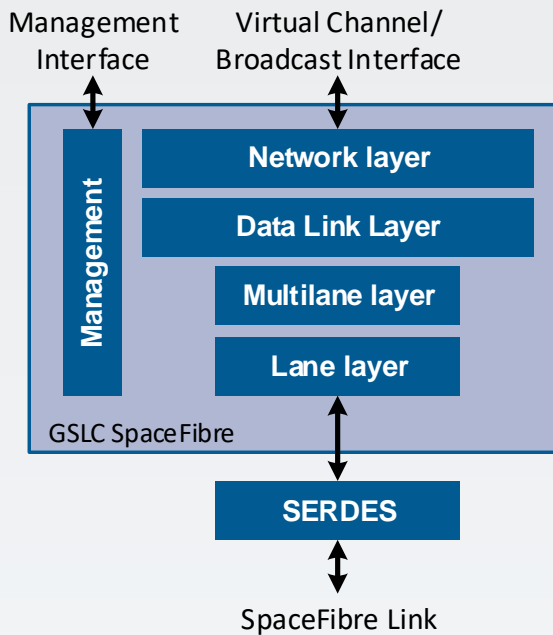 Management
Interface
Virtual Channel/
Broadcast Interface
Management
Network layer
Data Link Layer
Multilane layer
Lane layer
GSLC SpaceFibre
SERDES
SpaceFibre Link